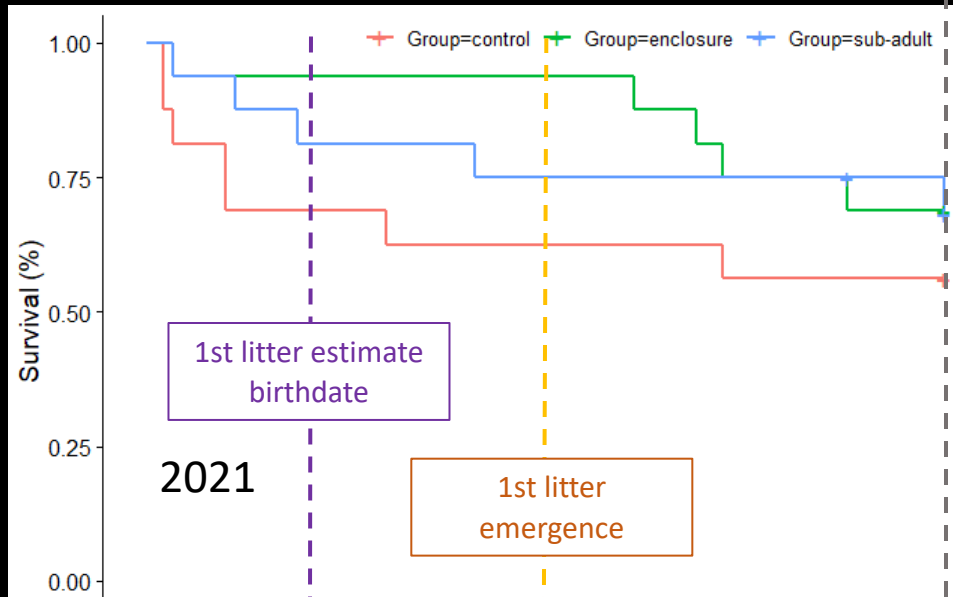 Group=control Group=enclosure Group=sub-adult
1.00
0.75
0.50
0.25
0.00
Survival (%)
1st litter estimate
birthdate
2021
1st litter
emergence